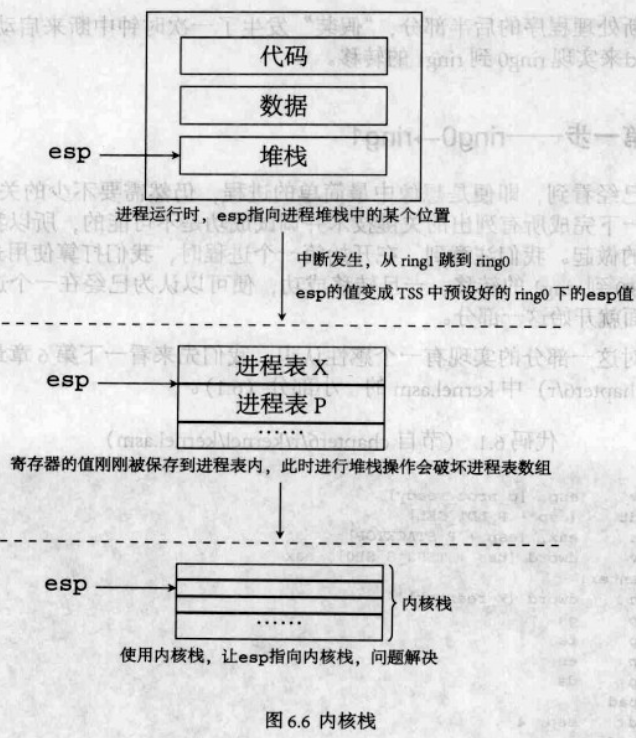 代码
数据
esp
堆栈
进程运行时，esp指向进程堆栈中的某个位置
中断发生，从 ring1 跳到 ring0
esp的值变成 TSS 中预设好的 ring0 下的esp值
esp
进程表 X
进程表 P
……
寄存器的值刚刚被保存到进程表内，此时进行堆栈操作会破坏进程表数组
esp
……
内核栈
使用内核栈，让esp指向内核栈，问题解决
图 6.6 内核栈